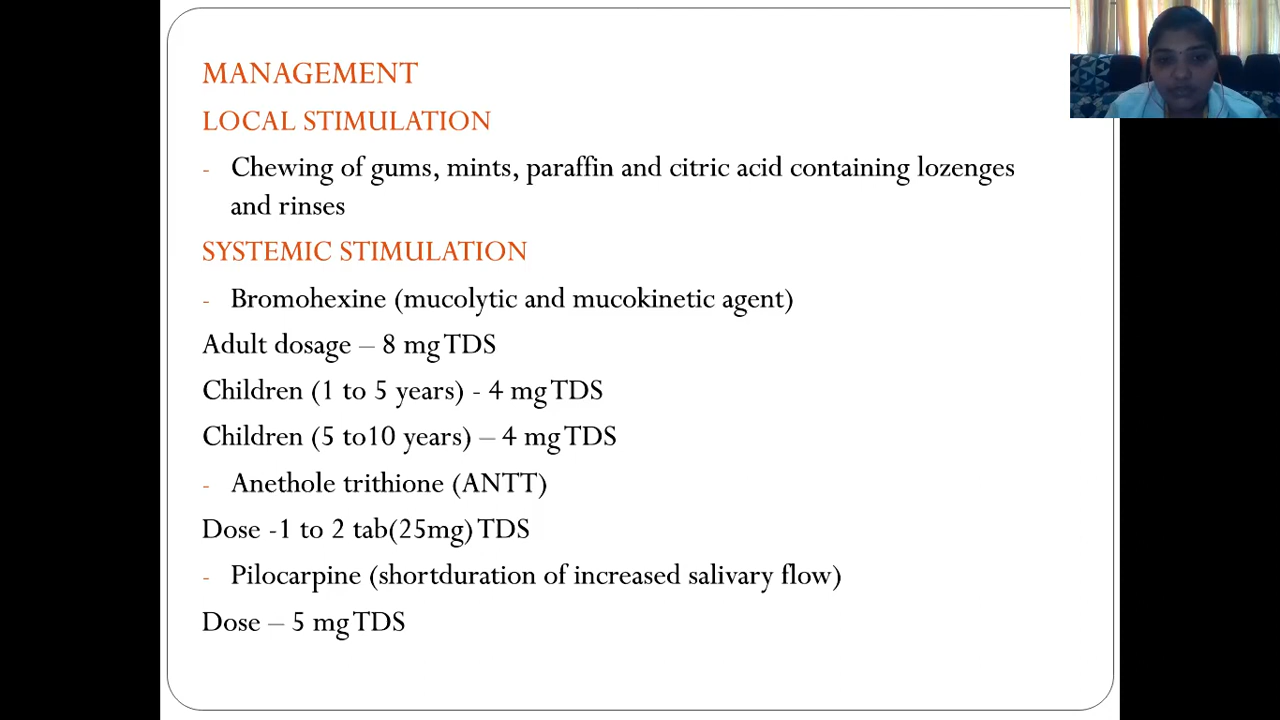 MANAGEMENT
LOCAL STIMULATION
- Chewing of gums, mints, paraffin and citric acid containing lozenges
and rinses
SYSTEMIC STIMULATION
- Bromohexine (mucolytic and mucokinetic agent)
Adult dosage – 8 mg TDS
Children (1 to 5 years) - 4 mg TDS
Children (5 to10 years) – 4 mg TDS
- Anethole trithione (ANTT)
Dose -1 to 2 tab(25mg) TDS
- Pilocarpine (shortduration of increased salivary flow)
Dose – 5 mg TDS